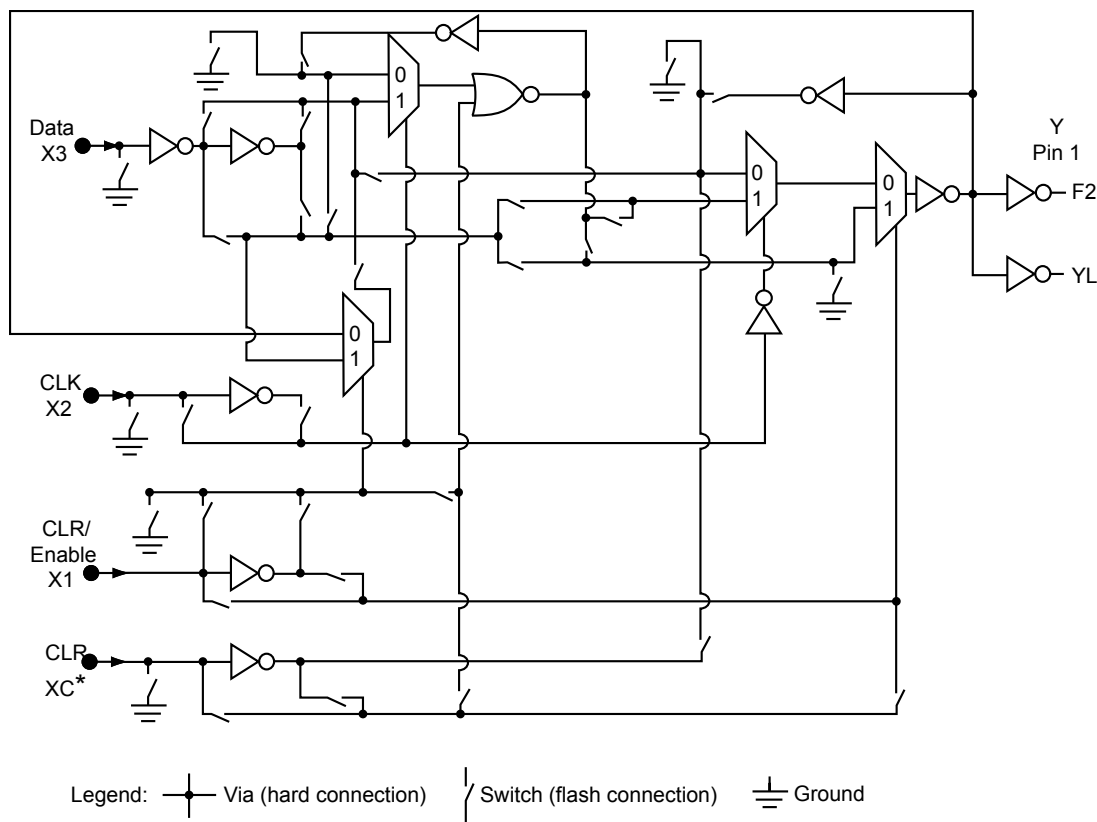 0
1
Data
X3
Y
Pin 1
0
1
0
1
F2
YL
0
1
CLK
X2
CLR/
Enable
X1
CLR
XC*
Legend: Via (hard connection) Switch (flash connection) Ground